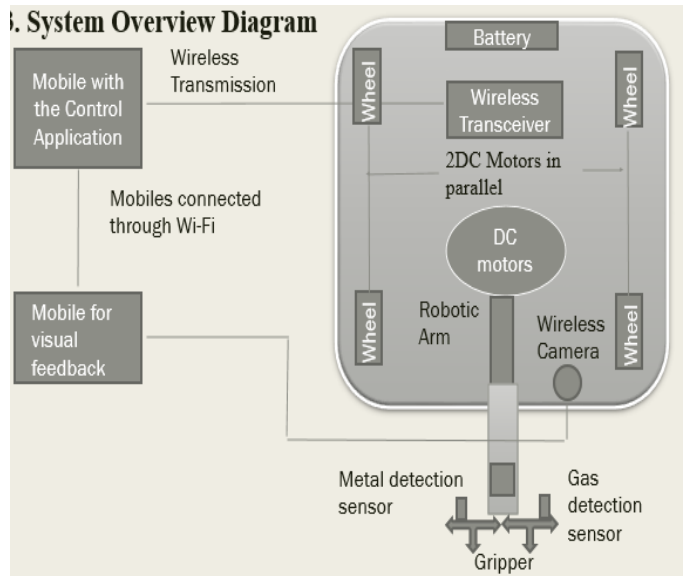 3. System Overview Diagram
Mobile with
the Control
Application
Wireless
Transmission
Battery
Wheel
Wheel
Wireless
Transceiver
2DC Motors in
parallel
Mobiles connected
through Wi-Fi
DC
motors
Mobile for
visual
feedback
Wheel
Robotic
Arm
Wireless
Camera
Wheel
Metal detection
sensor
Gas
detection
sensor
Gripper